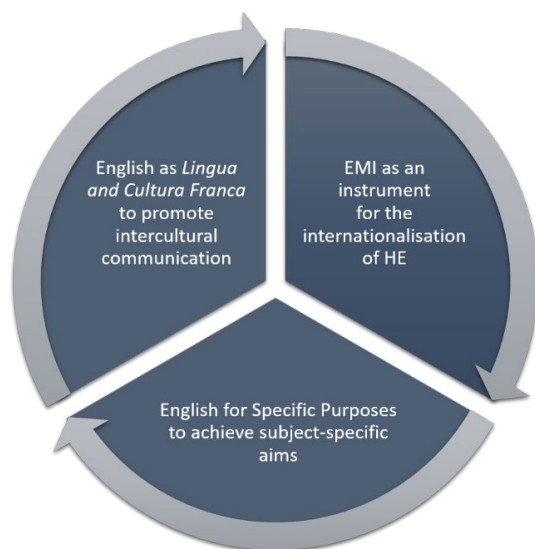 English as Lingua
and Cultura Franca
to promote
intercultural
communication
EMI as an
instrument
for the
internationalisation
of HE
English for Specific Purposes
to achieve subject-specific
aims